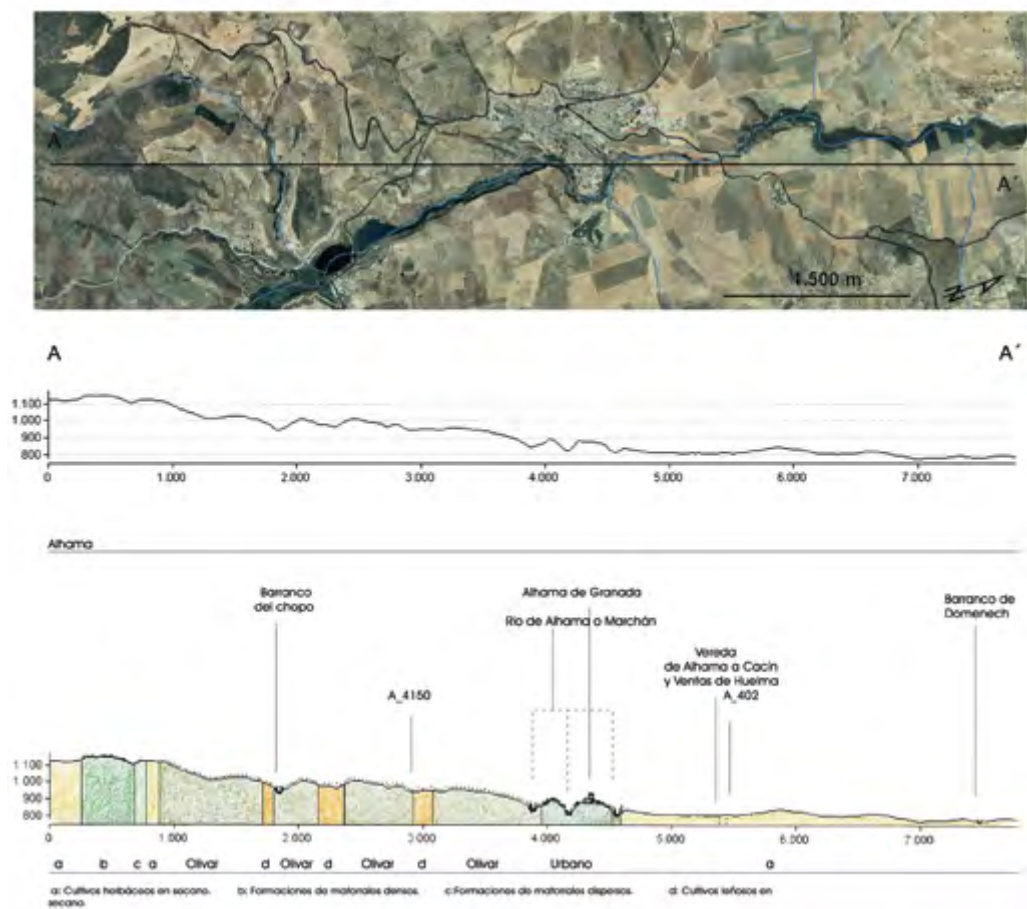 A
A´
1.500 m
N
A
A´
1.100
1.000
900
800
0
1.000
2.000
3.000
4.000
5.000
6.000
7.000
Alhama
Barranco
del chopo
A_4150
Alhama de Granada
Río de Alhama o Marchán
Vereda
de Alhama a Cacín
y Ventas de Huelma
A_402
Barranco de
Domenech
1.100
1.000
900
800
0
1.000
2.000
3.000
4.000
5.000
6.000
7.000
a b c a Olivar d Olivar d Olivar d Olivar Urbano a
a: Cultivos herbáceos en secano. b: Formaciones de matorrales densos. c:Formaciones de matorrales dispersos. d: Cultivos leñosos en
secano.